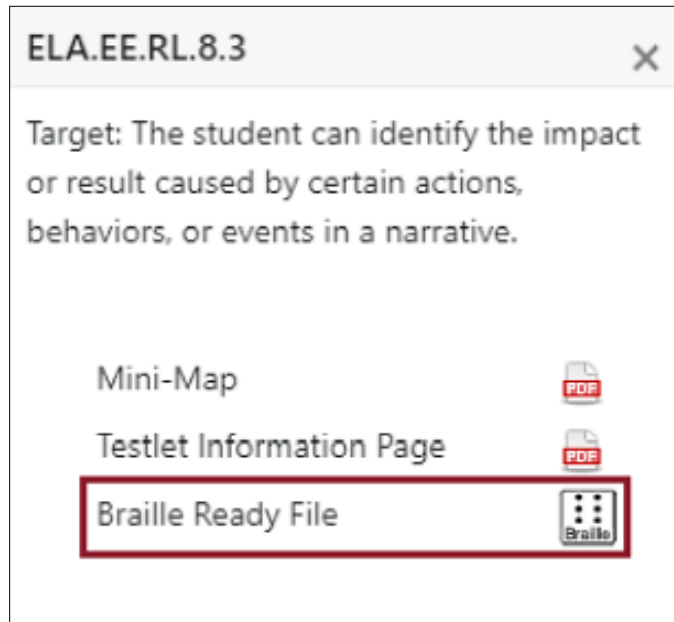 ELA.EE.RL.8.3
Target: The student can identify the impact
or result caused by certain actions,
behaviors, or events in a narrative.
Mini-Map PDF
Testlet Information Page PDF
Braille Ready File Braille